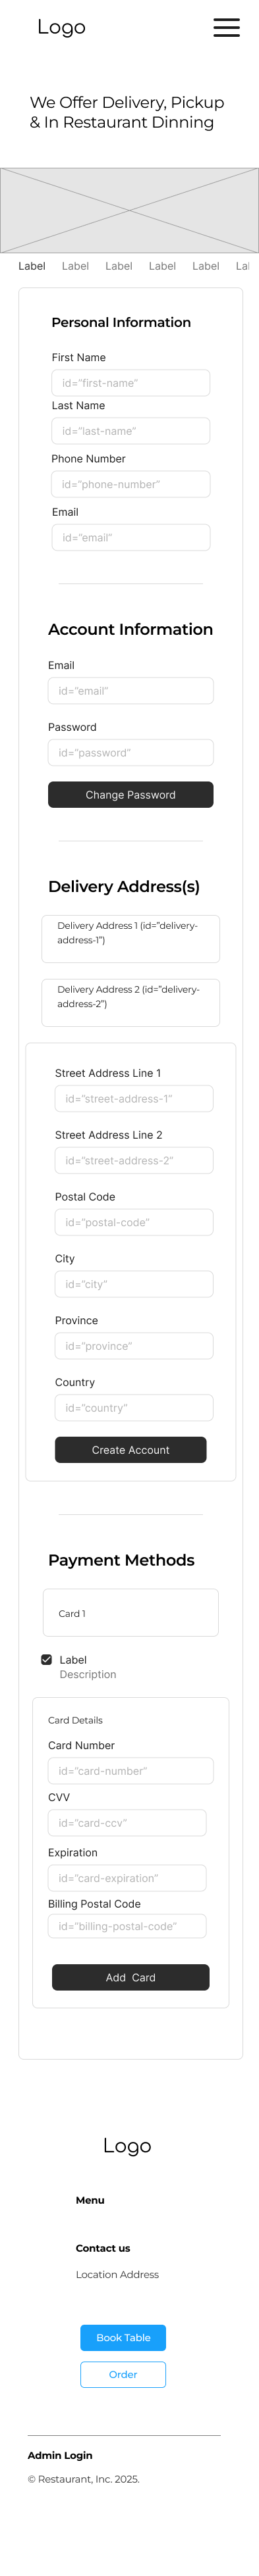 Logo
We Offer Delivery, Pickup
& In Restaurant Dinning
Label Label Label Label Label Lal
Personal Information
First Name
id="first-name"
Last Name
id="last-name"
Phone Number
id="phone-number"
Email
id="email"
Account Information
Email
id="email"
Password
id="password"
Change Password
Delivery Address(s)
Delivery Address 1 (id="delivery-
address-1")
Delivery Address 2 (id="delivery-
address-2")
Street Address Line 1
id="street-address-1"
Street Address Line 2
id="street-address-2"
Postal Code
id="postal-code"
City
id="city"
Province
id="province"
Country
id="country"
Create Account
Payment Methods
Card 1
Label
Description
Card Details
Card Number
id="card-number"
CVV
id="card-ccv"
Expiration
id="card-expiration"
Billing Postal Code
id="billing-postal-code"
Add Card
Logo
Menu
Contact us
Location Address
Book Table
Order
Admin Login
© Restaurant, Inc. 2025.